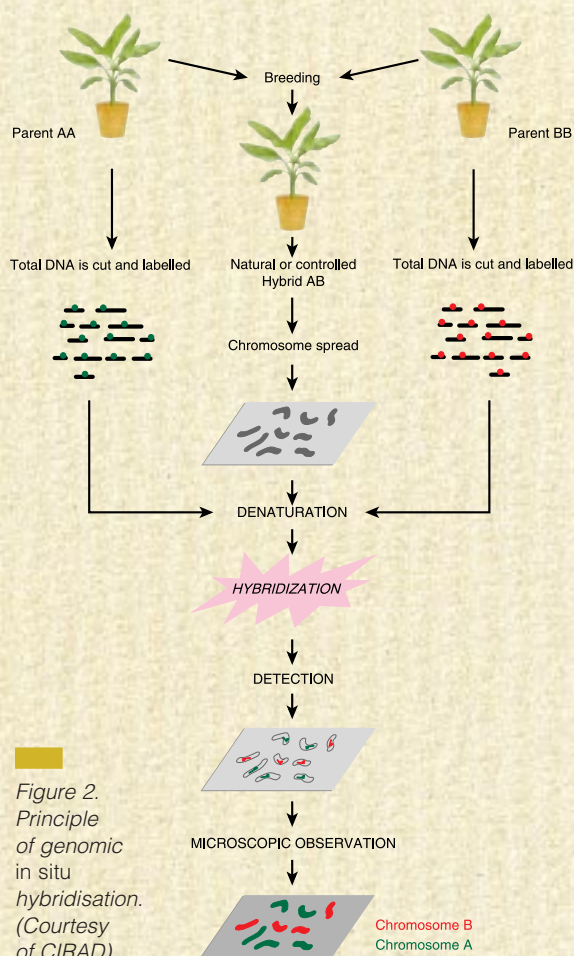 Breeding
Parent AA
Parent BB
Total DNA is cut and labelled
Natural or controlled
Hybrid AB
Total DNA is cut and labelled
Chromosome spread
DENATURATION
HYBRIDIZATION
DETECTION
MICROSCOPIC OBSERVATION
Chromosome B
Chromosome A
Figure 2.
Principle
of genomic
in situ
hybridisation.
(Courtesy
of CIRAD)